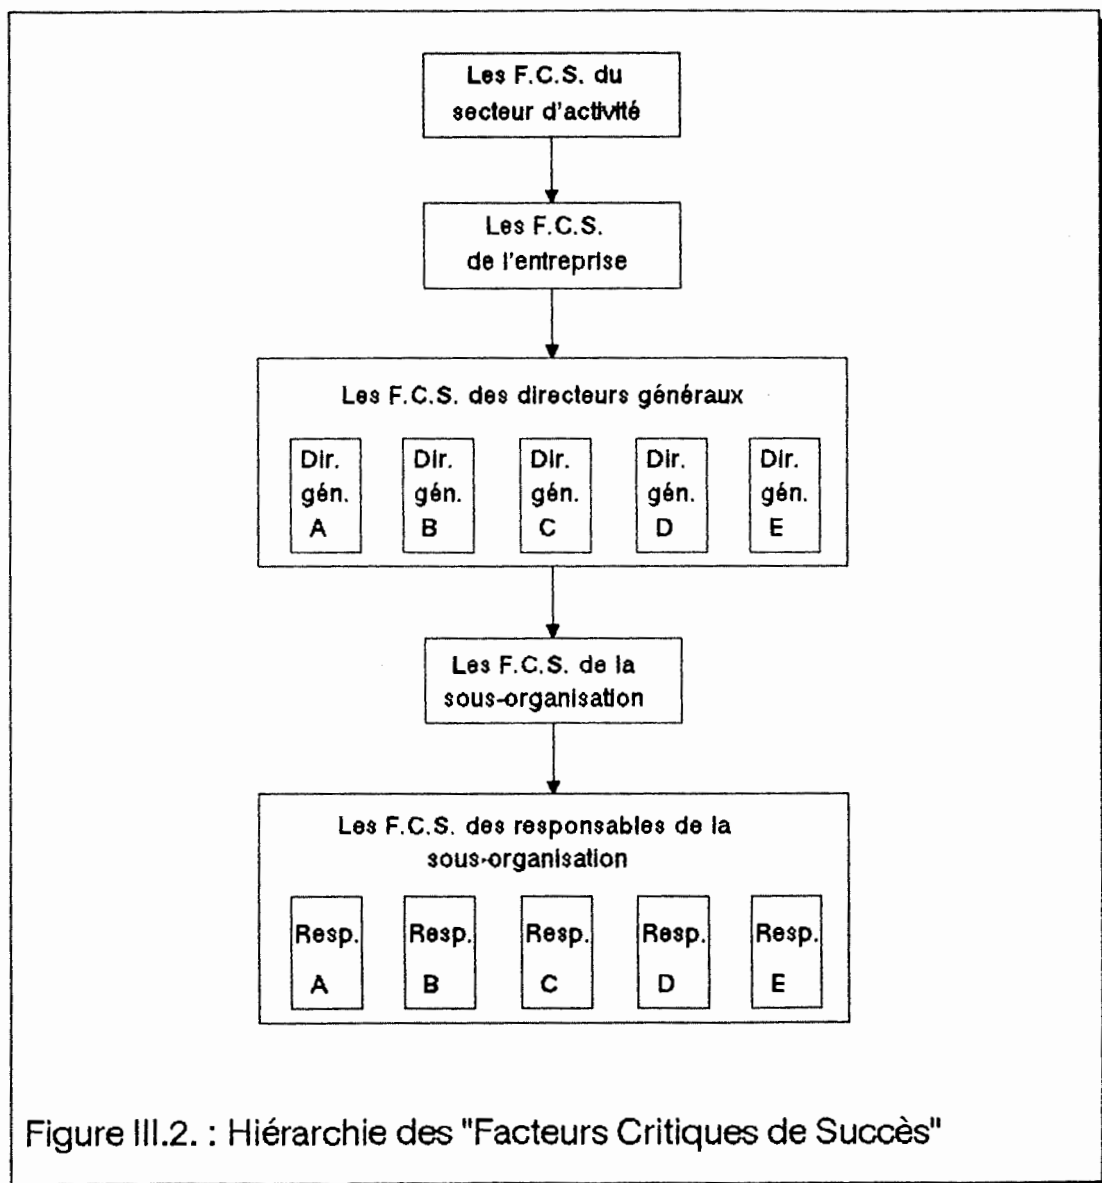 Les F.C.S. du
secteur d'activité
Les F.C.S.
de l'entreprise
Les F.C.S. des directeurs généraux
Dir. gén. A
Dir. gén. B
Dir. gén. C
Dir. gén. D
Dir. gén. E
Les F.C.S. de la
sous-organisation
Les F.C.S. des responsables de la
sous-organisation
Resp. A
Resp. B
Resp. C
Resp. D
Resp. E
Figure III.2. : Hiérarchie des "Facteurs Critiques de Succès"